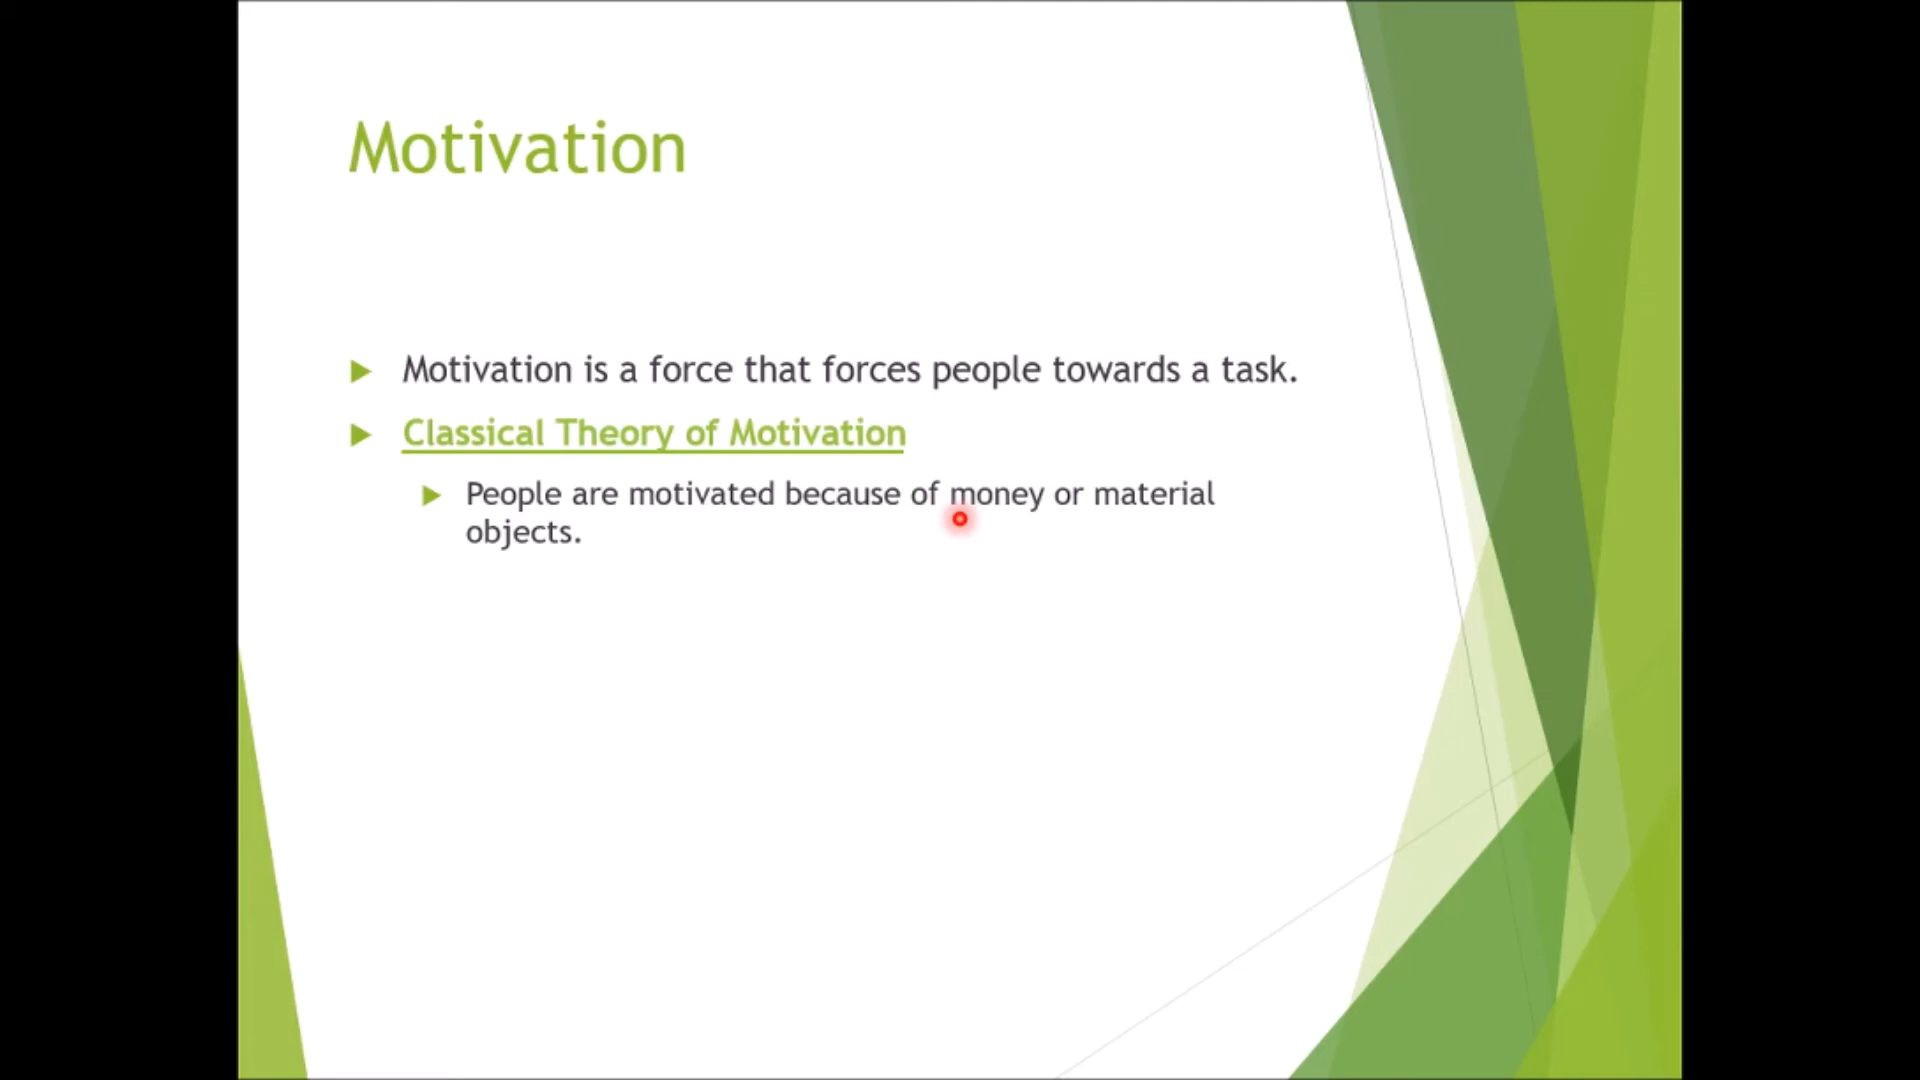 Motivation
Motivation is a force that forces people towards a task.
Classical Theory of Motivation
People are motivated because of money or material
objects.